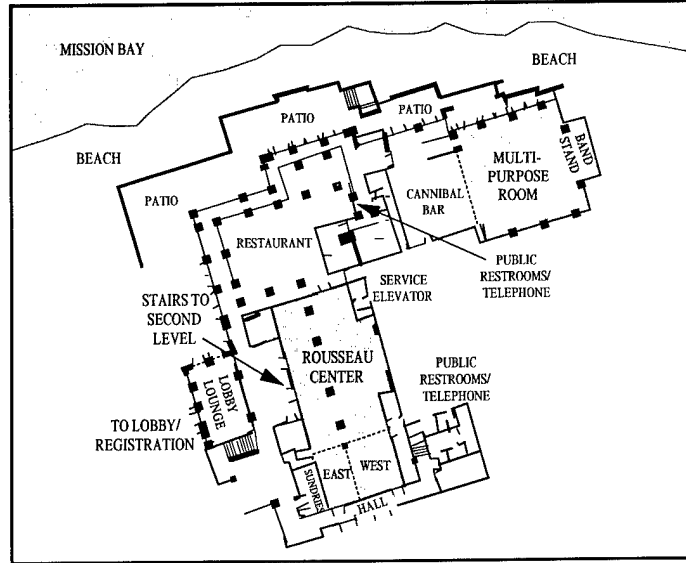 MISSION BAY
BEACH
PATIO
PATIO
BEACH
PATIO
MULTI-
PURPOSE
ROOM
BAND
STAND
CANNIBAL
BAR
RESTAURANT
PUBLIC
RESTROOMS/
TELEPHONE
SERVICE
ELEVATOR
STAIRS TO
SECOND
LEVEL
ROUSSEAU
CENTER
PUBLIC
RESTROOMS/
TELEPHONE
LOBBY
LOUNGE
TO LOBBY/
REGISTRATION
EAST
WEST
SUNDRIES
HALL